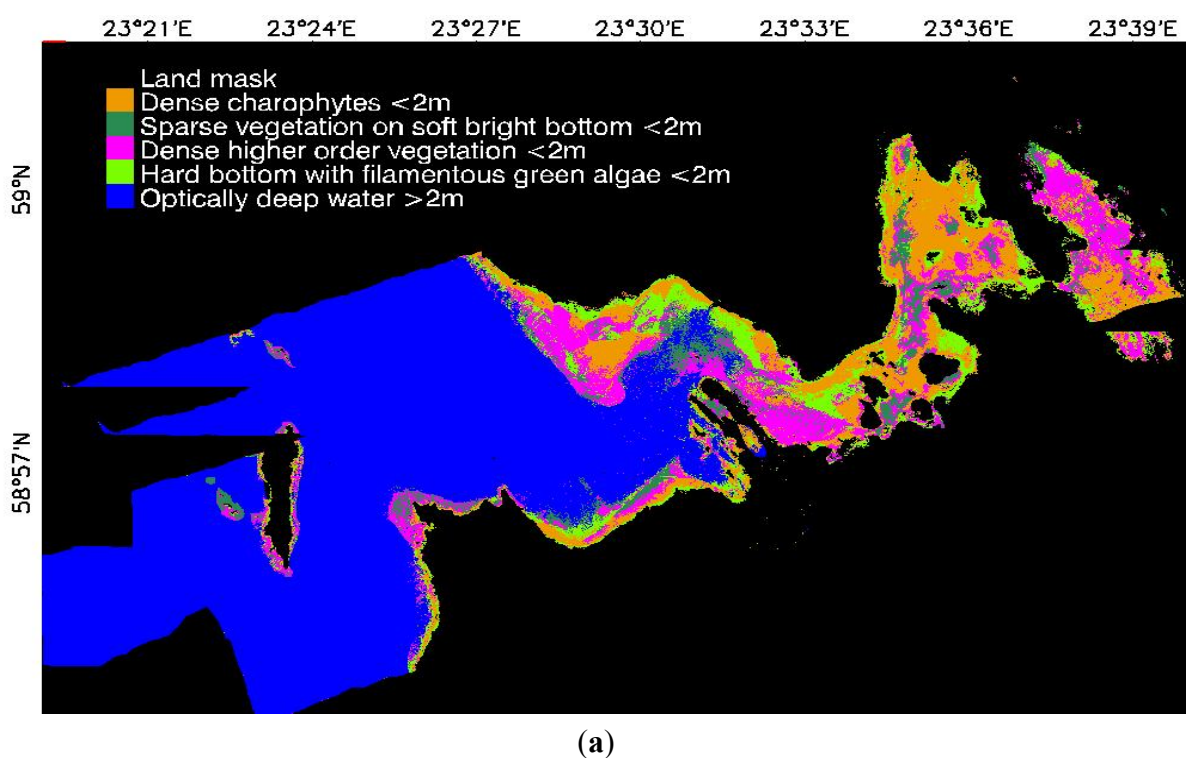 23°21'E 23°24'E 23°27'E 23°30'E 23°33'E 23°36'E 23°39'E
Land mask
Dense charophytes <2m
Sparse vegetation on soft bright bottom <2m
Dense higher order vegetation <2m
Hard bottom with filamentous green algae <2m
Optically deep water >2m
59°N
58°57'N
(a)